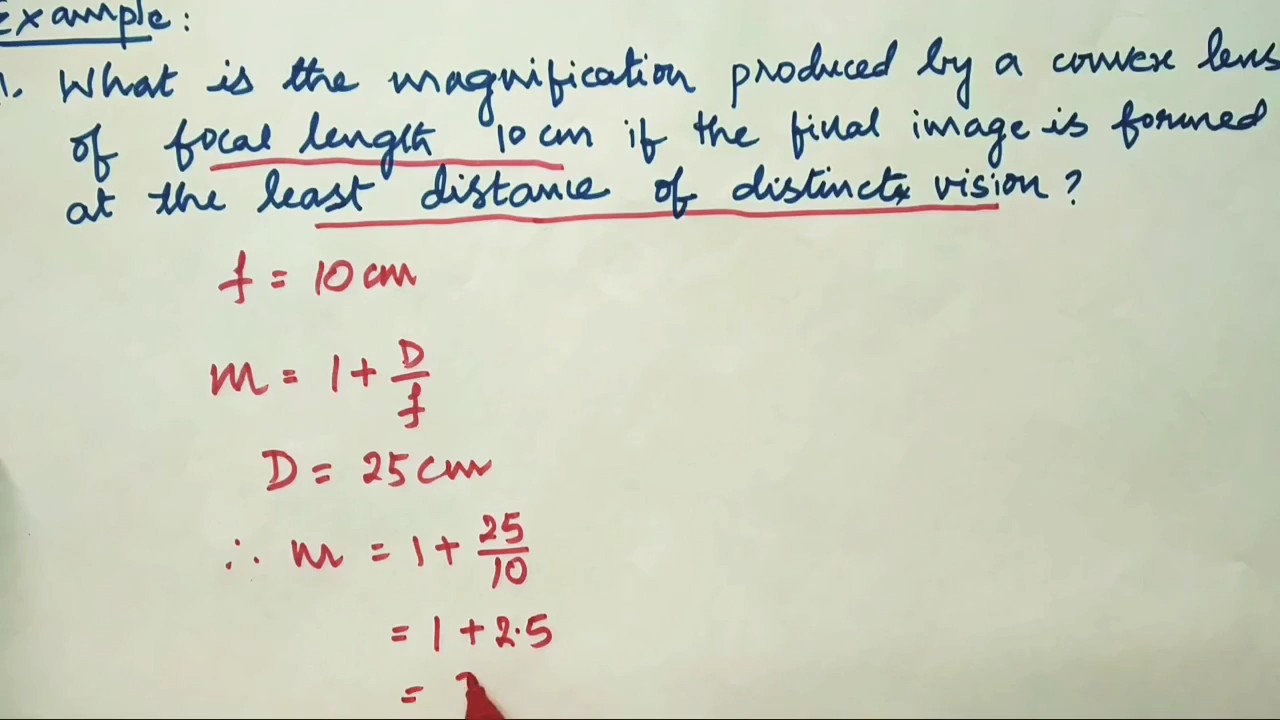 Example:
1. What is the magnification produced by a convex lens
of focal length 10 cm if the final image is formed
at the least distance of distinct vision?
f = 10 cm
m = 1 + D/f
D = 25 cm
∴ m = 1 + 25/10
= 1 + 2.5
=